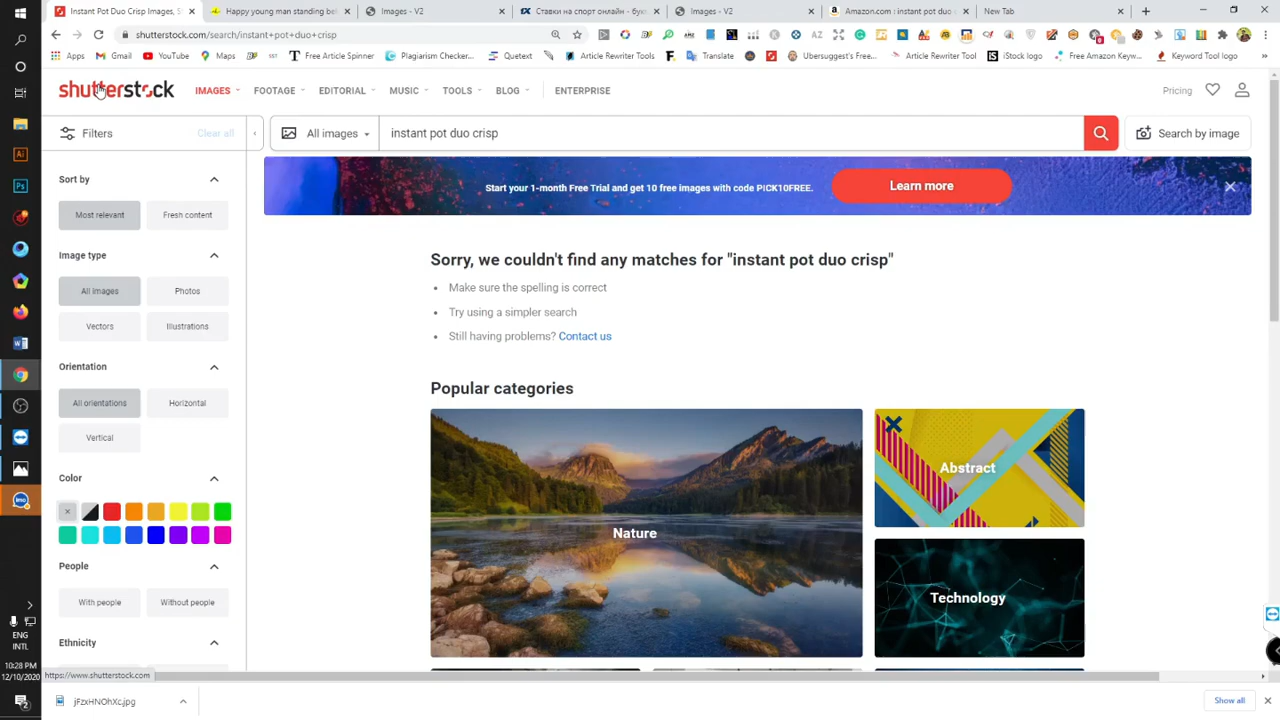 Instant Pot Duo Crisp Images, S
Happy young man standing be
Images - V2
Ставки на спорт онлайн - бук
Images - V2
Amazon.com : instant pot duo c
New Tab
shutterstock.com/search/instant+pot+duo+crisp
Apps
Gmail
YouTube
Maps
SST
Free Article Spinner
Plagiarism Checker...
Quetext
Article Rewriter Tools
Translate
Article Rewriter Tools
Ubersuggest's Free...
Article Rewriter Tool
iStock logo
Free Amazon Keyw...
Keyword Tool logo
shutterstock
IMAGES
FOOTAGE
EDITORIAL
MUSIC
TOOLS
BLOG
ENTERPRISE
Pricing
Filters
Clear all
All images
instant pot duo crisp
Search by image
Start your 1-month Free Trial and get 10 free images with code PICK10FREE.
Learn more
Sort by
Most relevant
Fresh content
Image type
All images
Photos
Vectors
Illustrations
Orientation
All orientations
Horizontal
Vertical
Color
People
With people
Without people
Ethnicity
Sorry, we couldn't find any matches for "instant pot duo crisp"
Make sure the spelling is correct
Try using a simpler search
Still having problems? Contact us
Popular categories
Nature
Abstract
Technology
ENG
INTL
10:28 PM
12/10/2020
https://www.shutterstock.com
jFzxHNOhXc.jpg
Show all